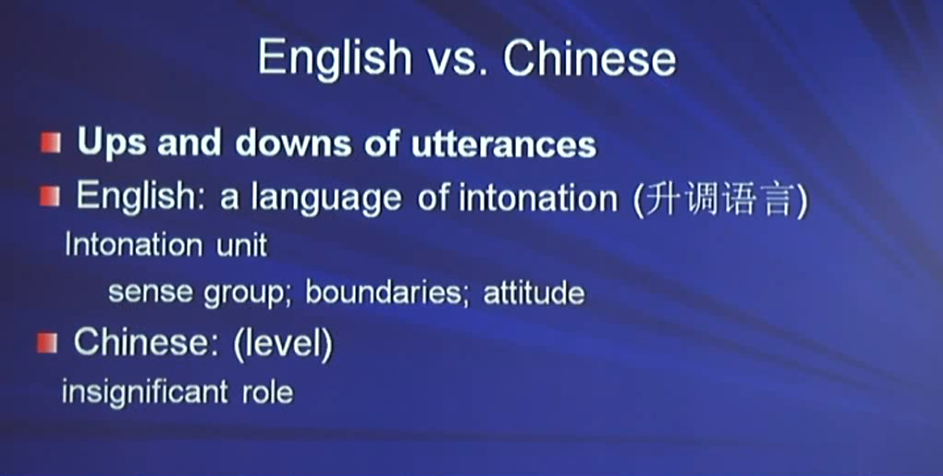 English vs. Chinese
Ups and downs of utterances
English: a language of intonation (升调语言)
Intonation unit
sense group; boundaries; attitude
Chinese: (level)
insignificant role